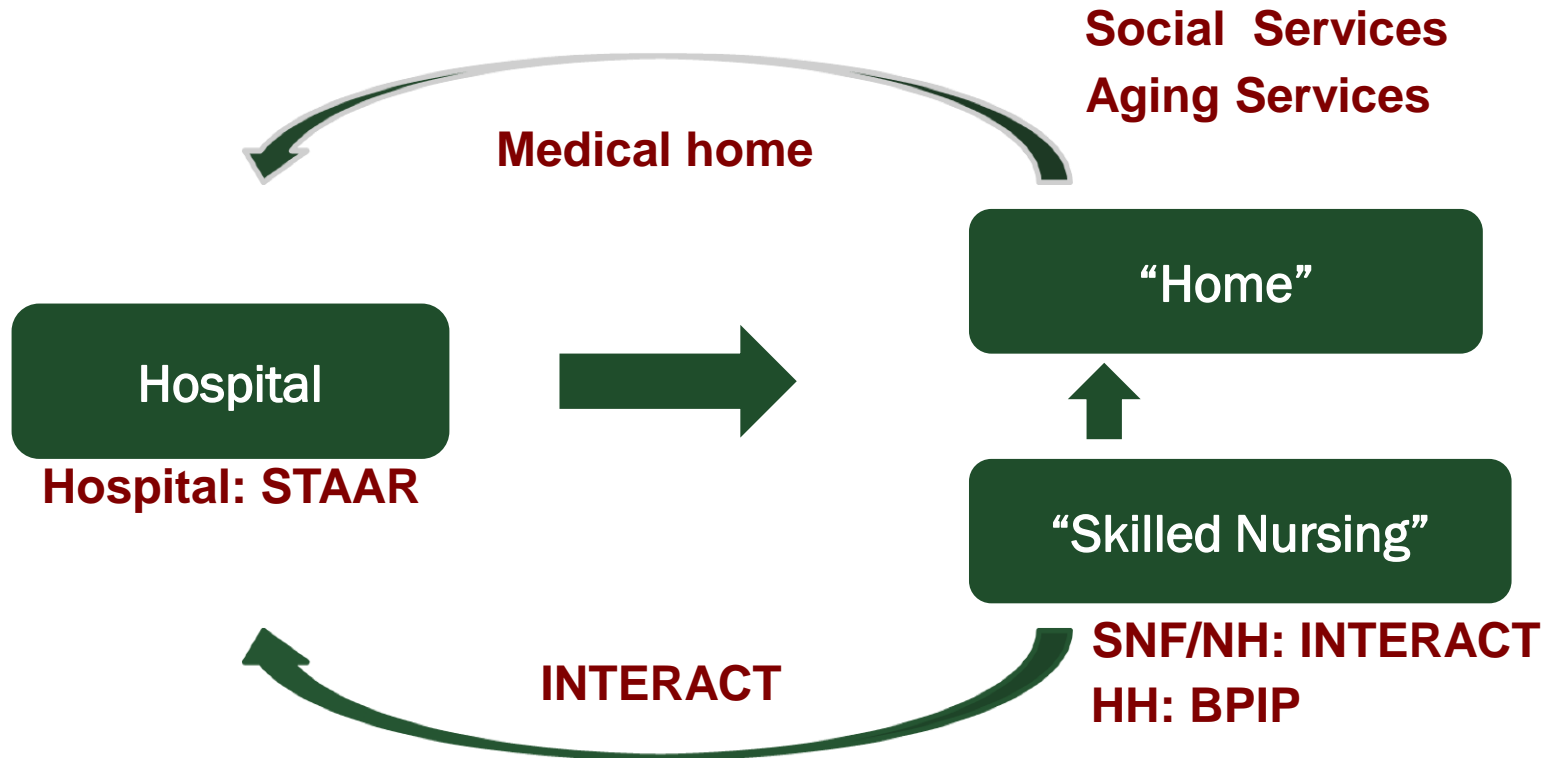 Social Services
Aging Services
Medical home
“Home”
Hospital
Hospital: STAAR
“Skilled Nursing”
SNF/NH: INTERACT
HH: BPIP
INTERACT